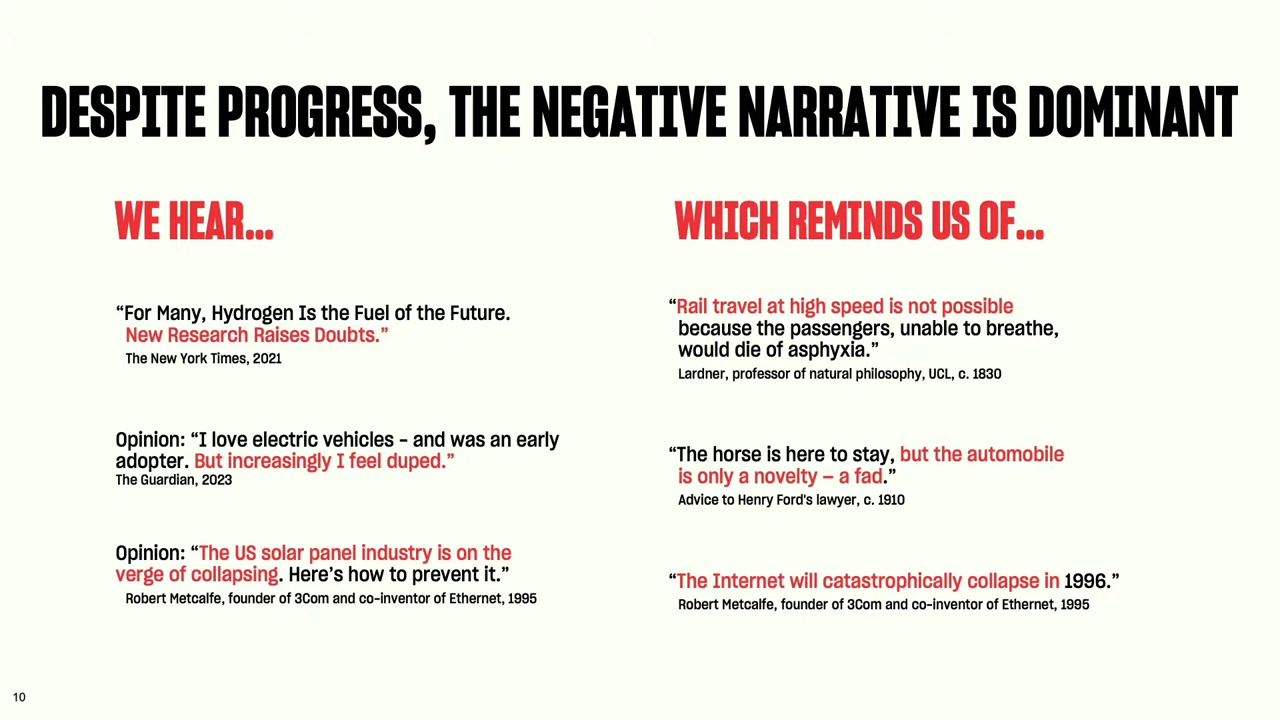 DESPITE PROGRESS, THE NEGATIVE NARRATIVE IS DOMINANT
WE HEAR...
“For Many, Hydrogen Is the Fuel of the Future.
New Research Raises Doubts.”
The New York Times, 2021
Opinion: “I love electric vehicles – and was an early
adopter. But increasingly I feel duped.”
The Guardian, 2023
Opinion: “The US solar panel industry is on the
verge of collapsing. Here’s how to prevent it.”
Robert Metcalfe, founder of 3Com and co-inventor of Ethernet, 1995
WHICH REMINDS US OF...
“Rail travel at high speed is not possible
because the passengers, unable to breathe,
would die of asphyxia.”
Lardner, professor of natural philosophy, UCL, c. 1830
“The horse is here to stay, but the automobile
is only a novelty – a fad.”
Advice to Henry Ford's lawyer, c. 1910
“The Internet will catastrophically collapse in 1996.”
Robert Metcalfe, founder of 3Com and co-inventor of Ethernet, 1995
10